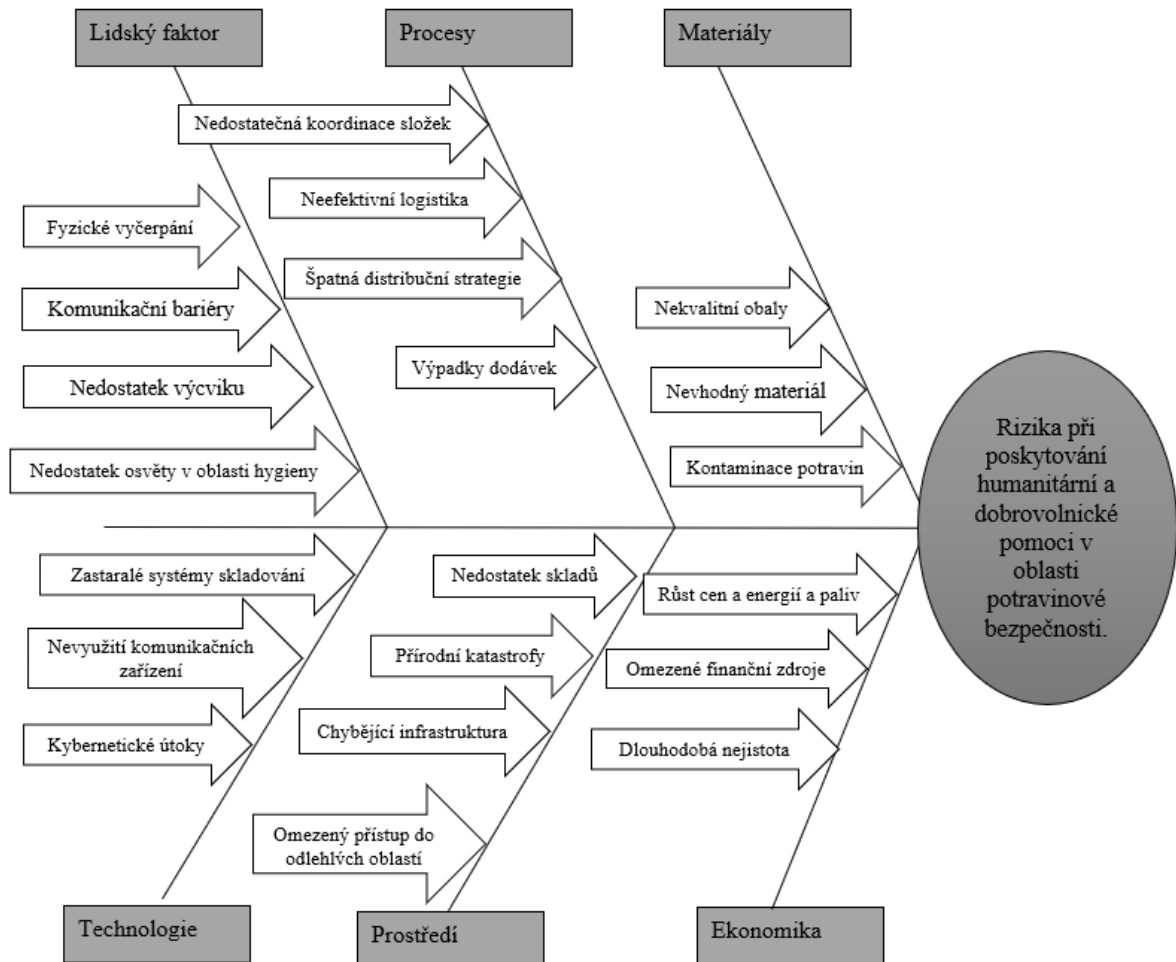 Lidský faktor
Procesy
Materiály
Nedostatečná koordinace složek
Neefektivní logistika
Fyzické vyčerpání
Špatná distribuční strategie
Komunikační bariéry
Nekvalitní obaly
Výpadky dodávek
Nedostatek výcviku
Nevhodný materiál
Nedostatek osvěty v oblasti hygieny
Kontaminace potravin
Rizika při
poskytování
humanitární a
dobrovolnické
pomoci v
oblasti
potravinové
bezpečnosti.
Zastaralé systémy skladování
Nedostatek skladů
Růst cen a energií a paliv
Nevyužití komunikačních
zařízení
Přírodní katastrofy
Omezené finanční zdroje
Kybernetické útoky
Chybějící infrastruktura
Dlouhodobá nejistota
Omezený přístup do
odlehlých oblastí
Technologie
Prostředí
Ekonomika